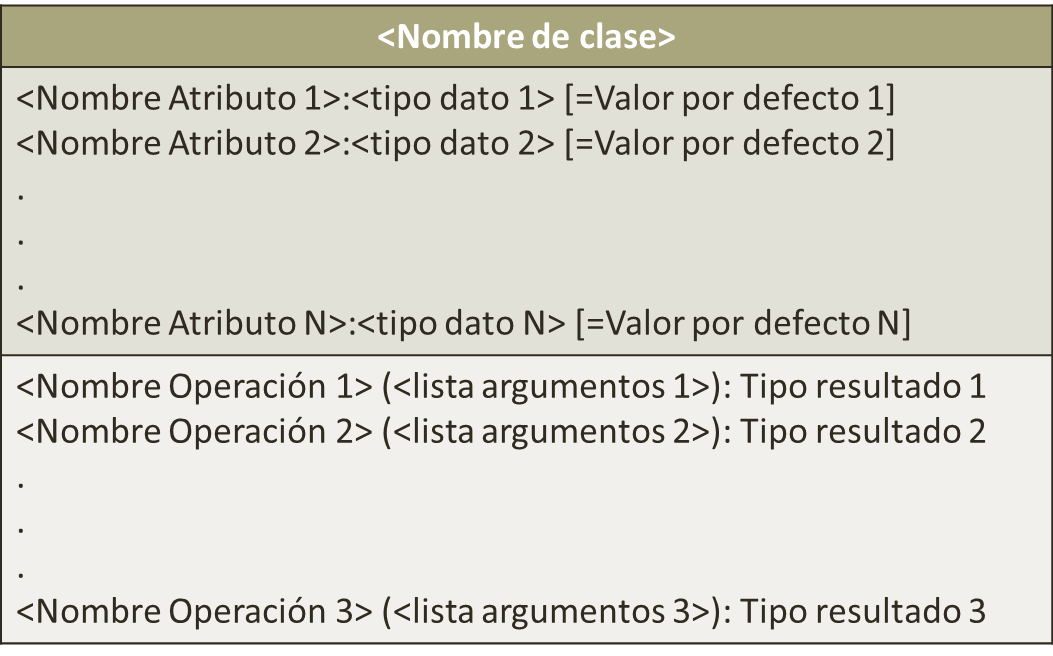 <Nombre de clase>
<Nombre Atributo 1>:<tipo dato 1> [=Valor por defecto 1]
<Nombre Atributo 2>:<tipo dato 2> [=Valor por defecto 2]
.
.
.
<Nombre Atributo N>:<tipo dato N> [=Valor por defecto N]
<Nombre Operación 1> (<lista argumentos 1>): Tipo resultado 1
<Nombre Operación 2> (<lista argumentos 2>): Tipo resultado 2
.
.
.
<Nombre Operación 3> (<lista argumentos 3>): Tipo resultado 3